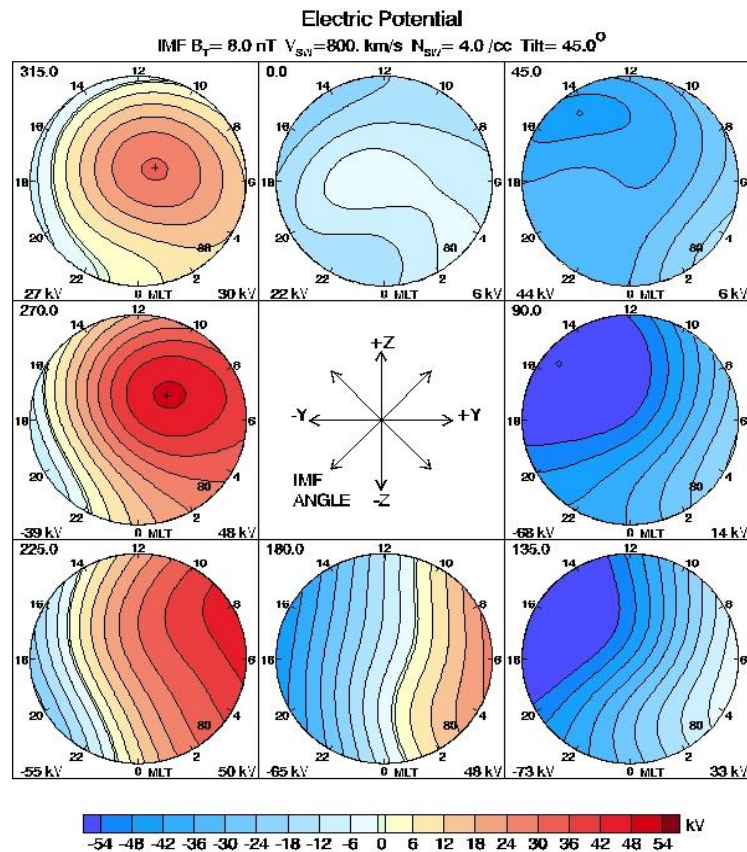 Electric Potential
IMF B_T= 8.0 nT V_SW=800. km/s N_SW= 4.0 /cc Tilt= 45.0°
315.0 12 0.0 12 45.0 12
14 10 14 10 14 10
16 8 16 8 16 8
18 6 18 6 18 6
20 80 4 20 80 4 20 80 4
22 2 22 2 22 2
27 kV 0 MLT 30 kV 22 kV 0 MLT 6 kV 44 kV 0 MLT 6 kV
270.0 12 90.0 12
14 10 +Z 14 10
16 8 16 8
18 6 -Y +Y 18 6
20 80 4 IMF 20 80 4
22 2 ANGLE -Z 22 2
-39 kV 0 MLT 48 kV -68 kV 0 MLT 14 kV
225.0 12 180.0 12 135.0 12
14 10 14 10 14 10
16 8 16 8 16 8
18 6 18 6 18 6
20 80 4 20 80 4 20 80 4
22 2 22 2 22 2
-55 kV 0 MLT 50 kV -65 kV 0 MLT 48 kV -73 kV 0 MLT 33 kV
kV
-54 -48 -42 -36 -30 -24 -18 -12 -6 0 6 12 18 24 30 36 42 48 54